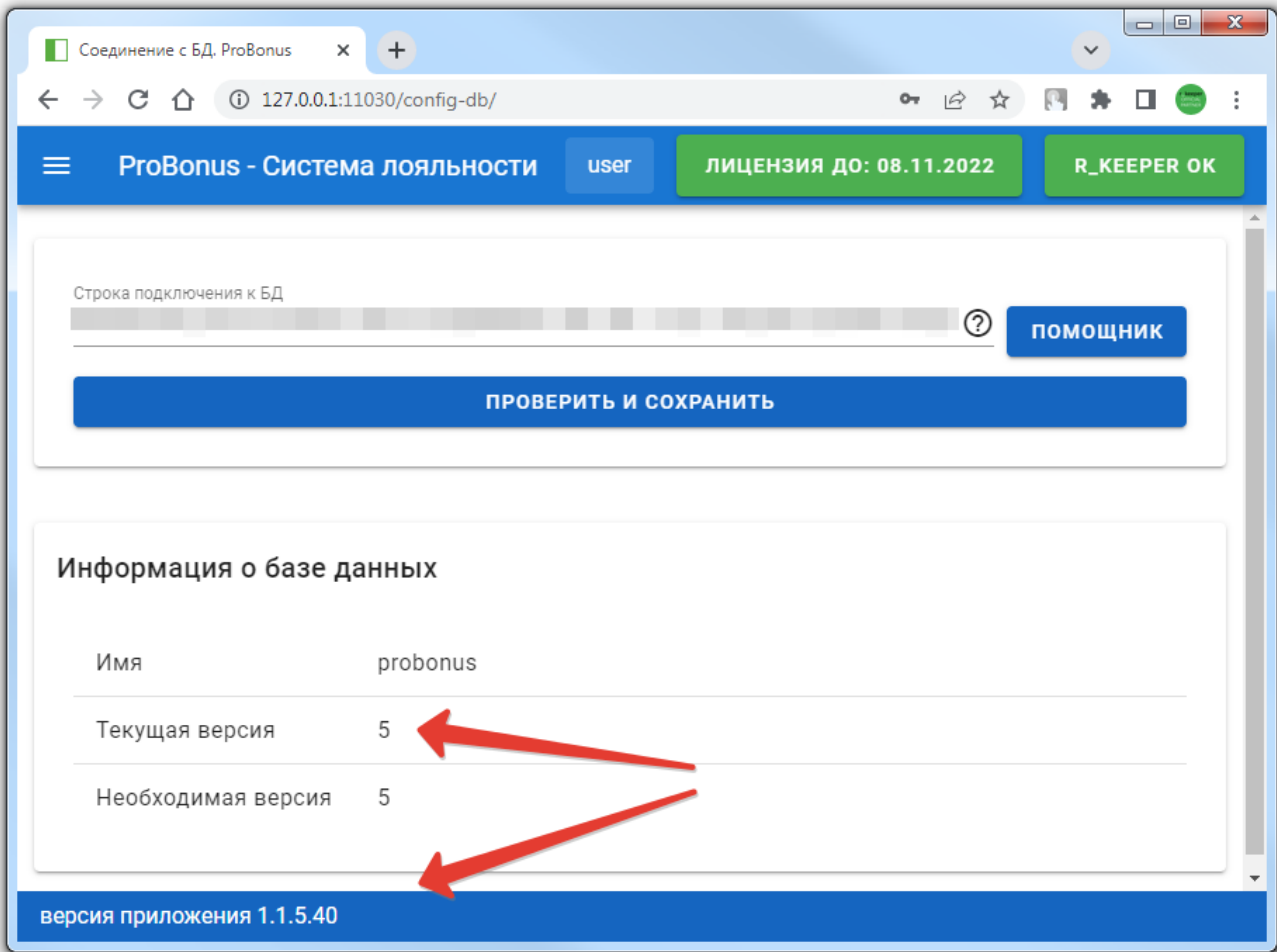 Соединение с БД. ProBonus
127.0.0.1:11030/config-db/
ProBonus - Система лояльности
user
ЛИЦЕНЗИЯ ДО: 08.11.2022
R_KEEPER OK
Строка подключения к БД
ПОМОЩНИК
ПРОВЕРИТЬ И СОХРАНИТЬ
Информация о базе данных
Имя probonus
Текущая версия 5
Необходимая версия 5
версия приложения 1.1.5.40